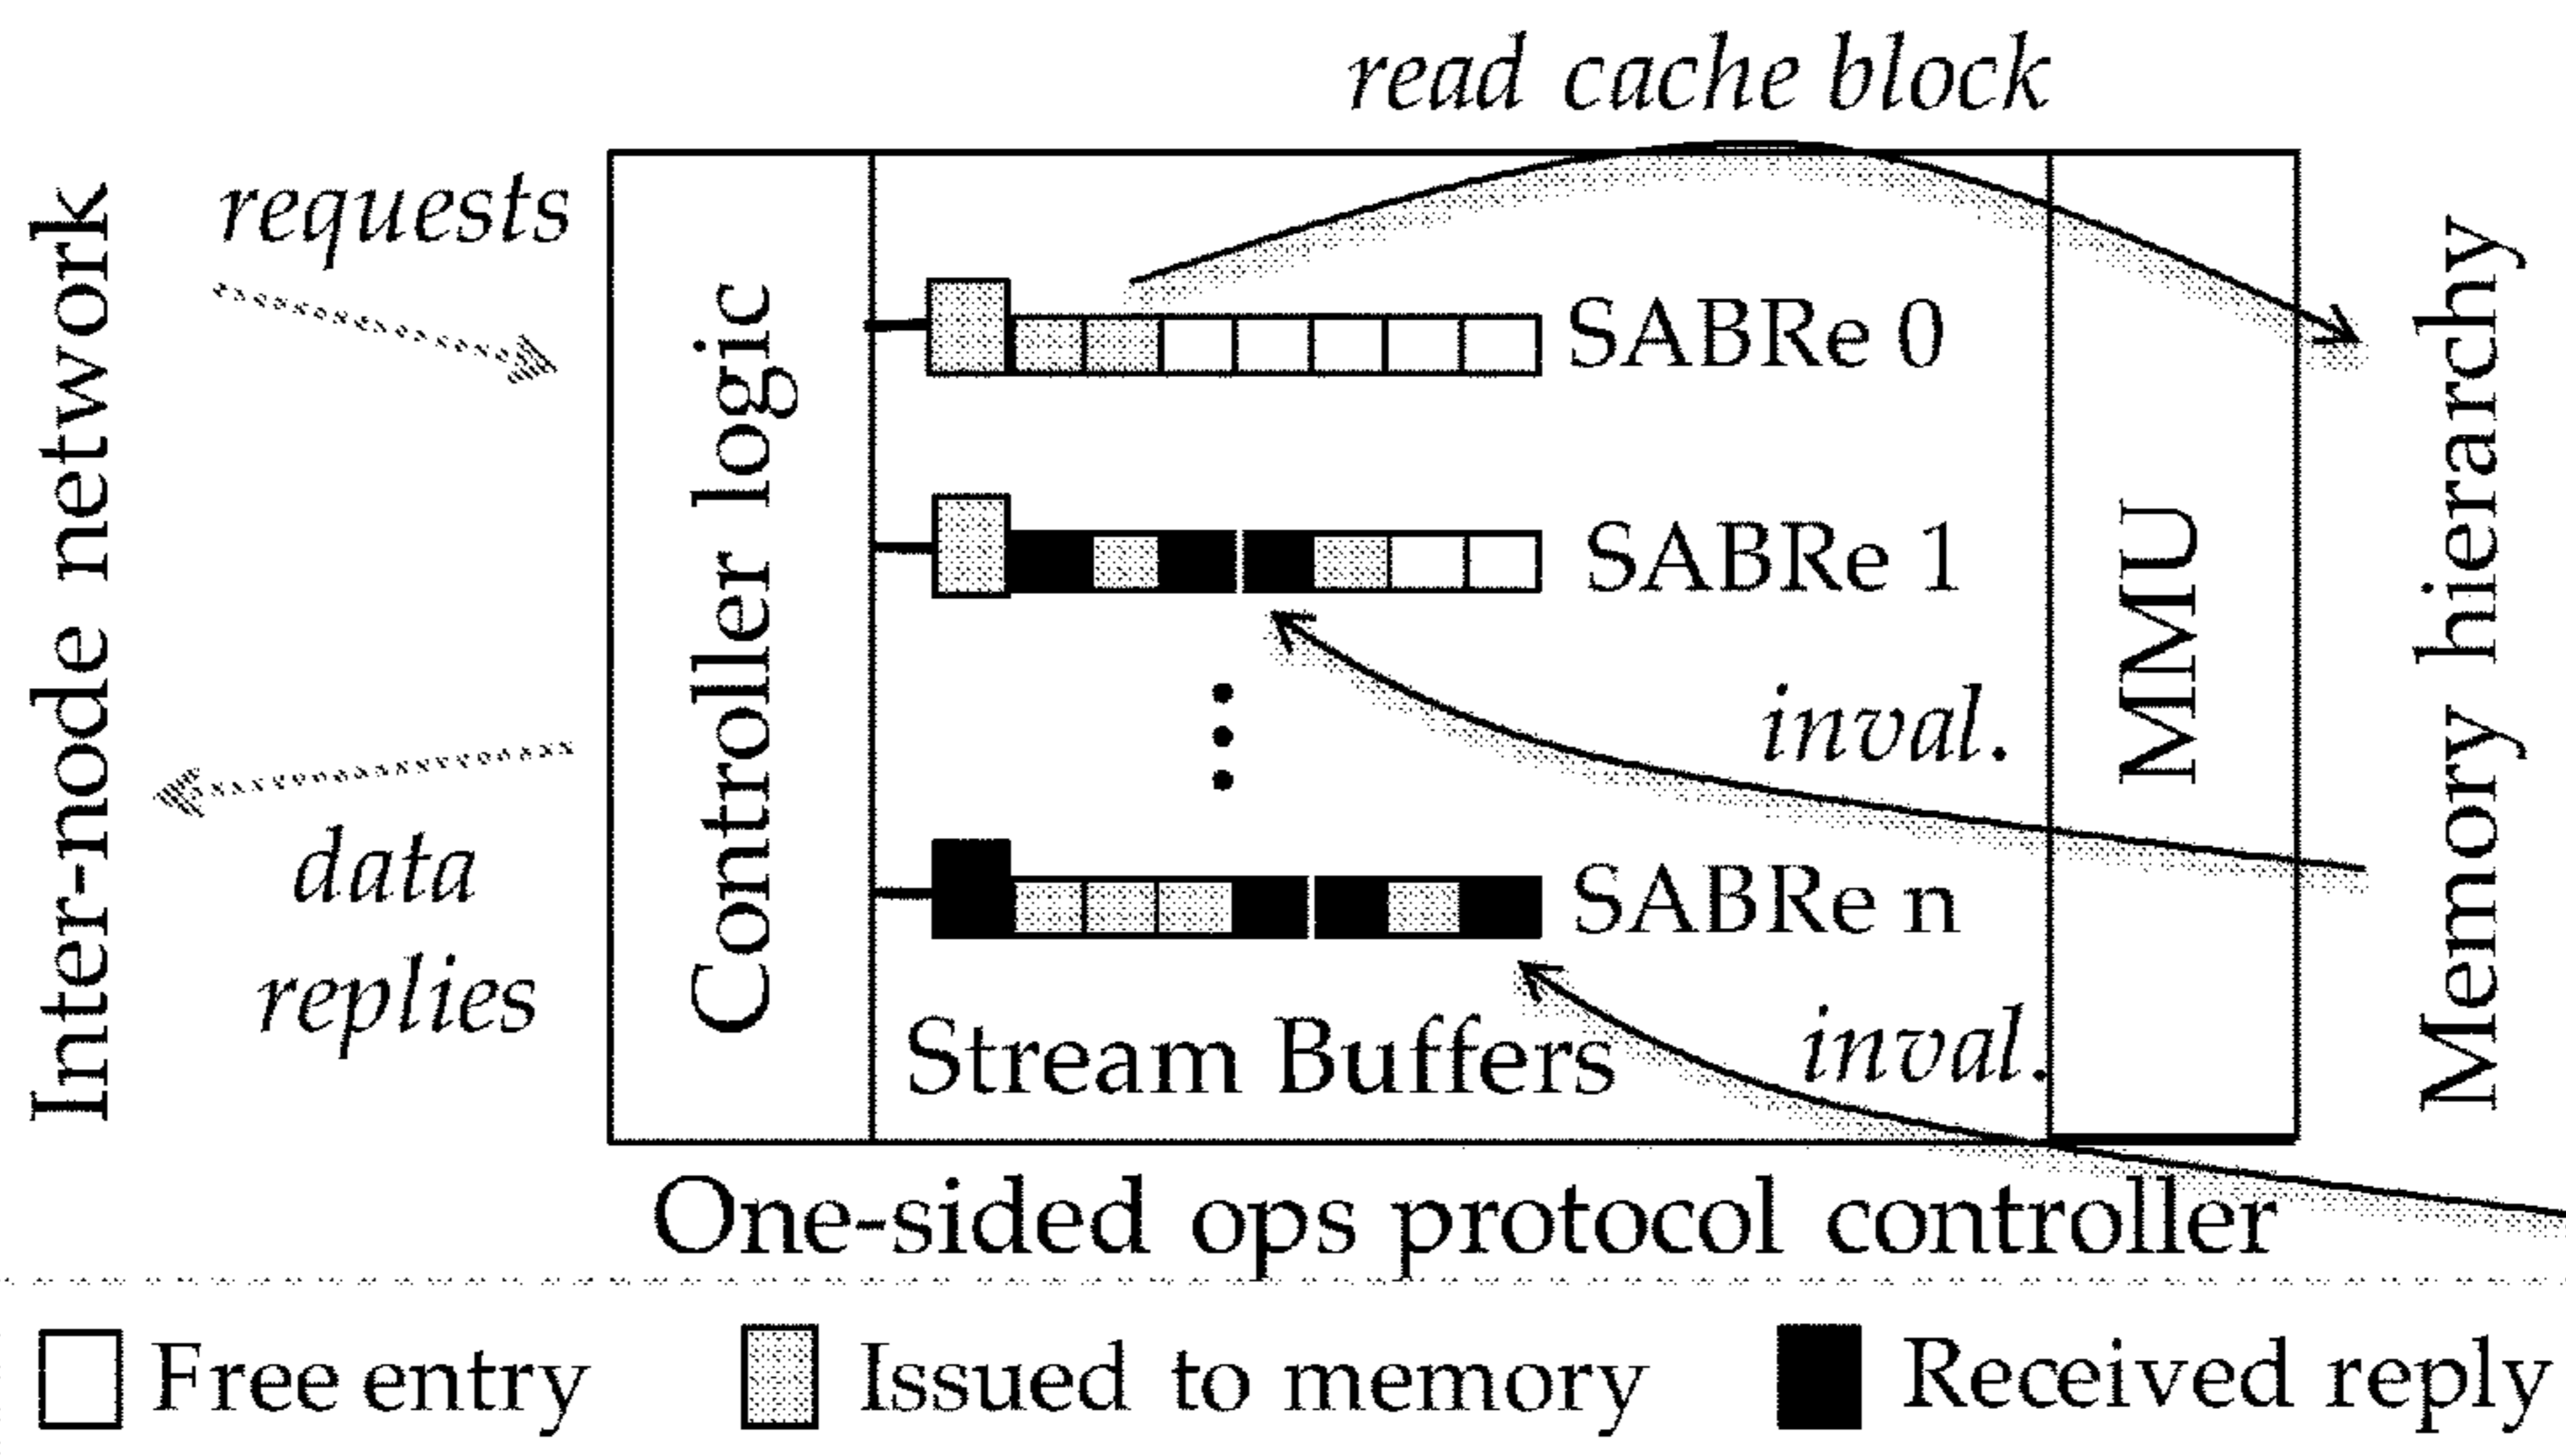 read cache block
Inter-node network
requests
Controller logic
SABRe 0
MMU
Memory hierarchy
SABRe 1
inval.
data
replies
SABRe n
inval.
Stream Buffers
One-sided ops protocol controller
Free entry
Issued to memory
Received reply